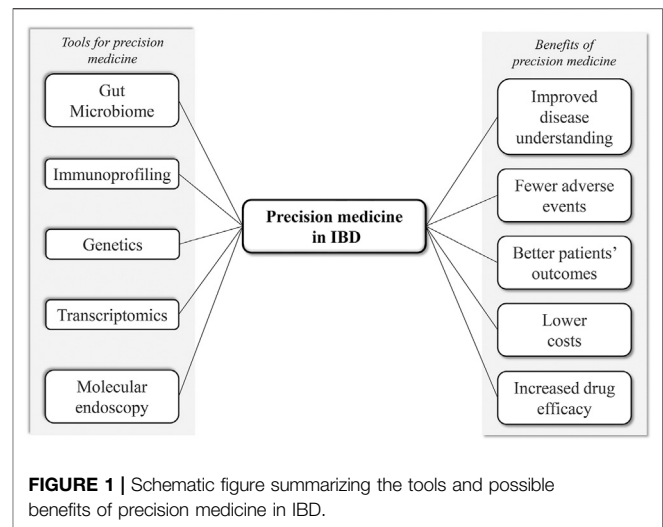 Tools for precision
medicine
Gut
Microbiome
Immunoprofiling
Genetics
Transcriptomics
Molecular
endoscopy
Precision medicine
in IBD
Benefits of
precision medicine
Improved
disease
understanding
Fewer adverse
events
Better patients’
outcomes
Lower
costs
Increased drug
efficacy
FIGURE 1 | Schematic figure summarizing the tools and possible
benefits of precision medicine in IBD.